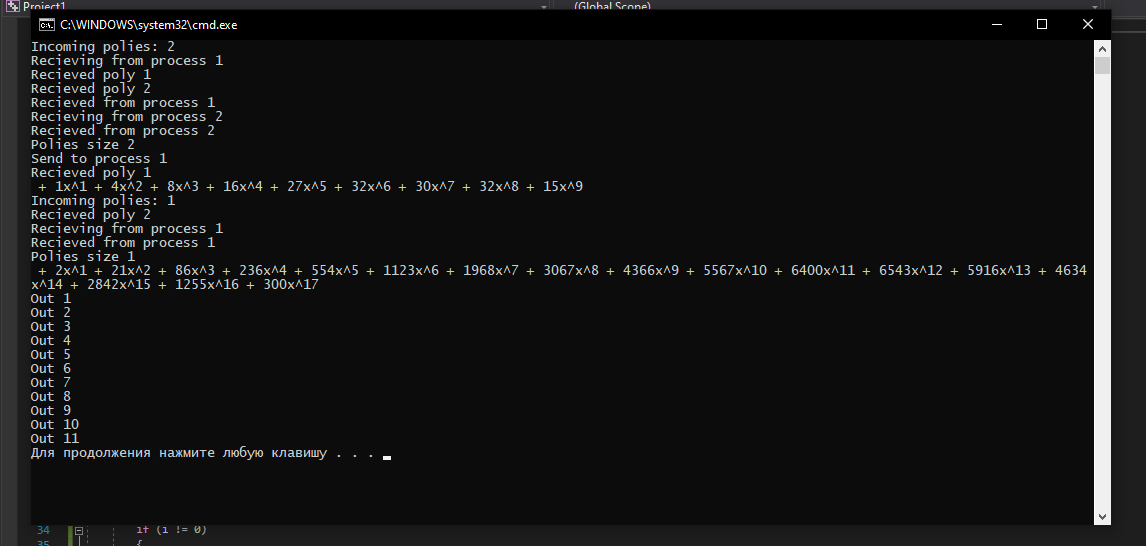 Project1
(Global Scope)
C:\WINDOWS\system32\cmd.exe
Incoming polies: 2
Recieving from process 1
Recieved poly 1
Recieved poly 2
Recieved from process 1
Recieving from process 2
Recieved from process 2
Polies size 2
Send to process 1
Recieved poly 1
+ 1x^1 + 4x^2 + 8x^3 + 16x^4 + 27x^5 + 32x^6 + 30x^7 + 32x^8 + 15x^9
Incoming polies: 1
Recieved poly 2
Recieving from process 1
Recieved from process 1
Polies size 1
+ 2x^1 + 21x^2 + 86x^3 + 236x^4 + 554x^5 + 1123x^6 + 1968x^7 + 3067x^8 + 4366x^9 + 5567x^10 + 6400x^11 + 6543x^12 + 5916x^13 + 4634
x^14 + 2842x^15 + 1255x^16 + 300x^17
Out 1
Out 2
Out 3
Out 4
Out 5
Out 6
Out 7
Out 8
Out 9
Out 10
Out 11
Для продолжения нажмите любую клавишу . . .
34 if (i != 0)
35 {